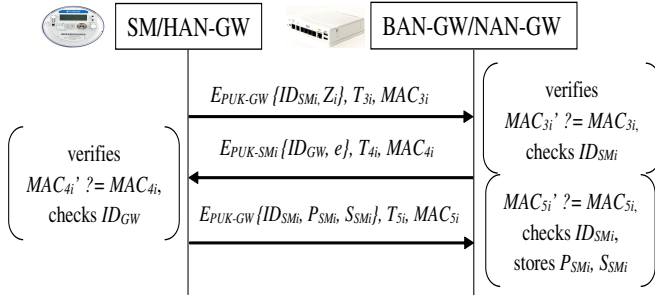 SM/HAN-GW
BAN-GW/NAN-GW
E_PUK-GW {ID_SMi, Z_i}, T_3i, MAC_3i
verifies
MAC_3i' ?= MAC_3i,
checks ID_SMi
E_PUK-SMi {ID_GW, e}, T_4i, MAC_4i
verifies
MAC_4i' ?= MAC_4i,
checks ID_GW
E_PUK-GW {ID_SMi, P_SMi, S_SMi}, T_5i, MAC_5i
MAC_5i' ?= MAC_5i,
checks ID_SMi,
stores P_SMi, S_SMi